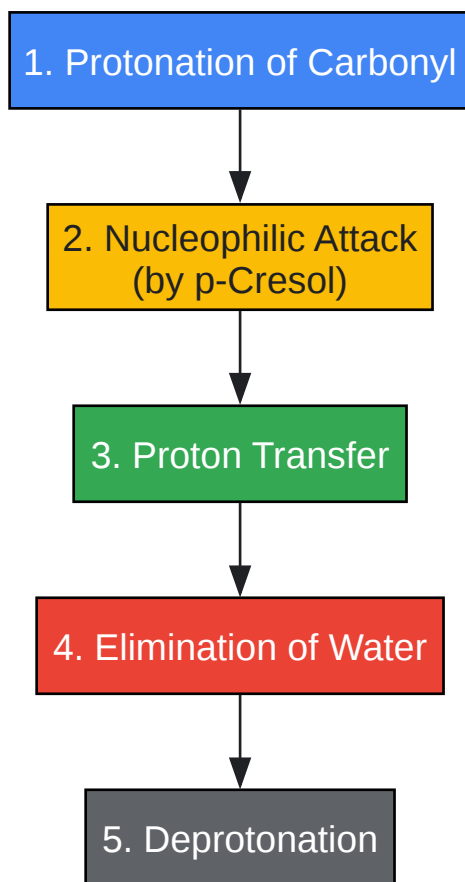 1. Protonation of Carbonyl
2. Nucleophilic Attack
(by p-Cresol)
3. Proton Transfer
4. Elimination of Water
5. Deprotonation